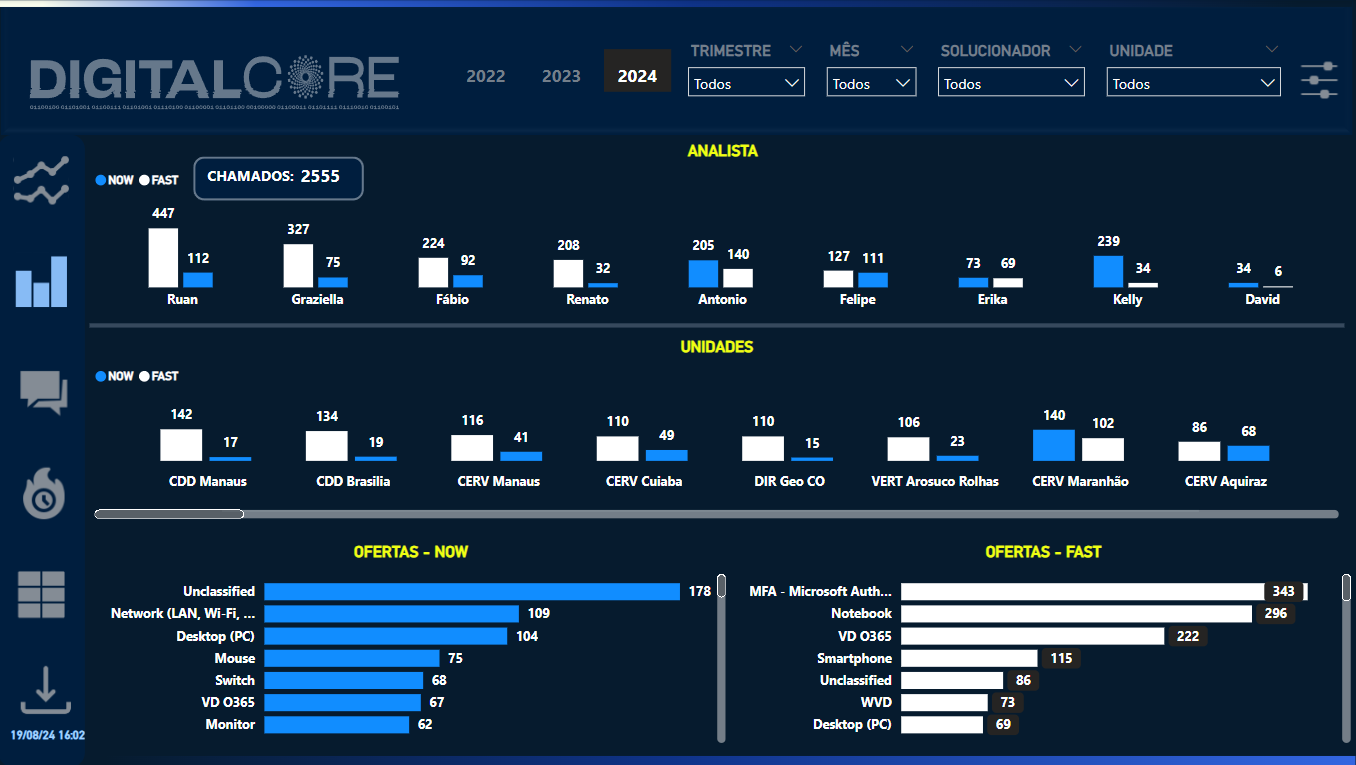 DIGITALCORE
TRIMESTRE MÊS SOLUCIONADOR UNIDADE
2022 2023 2024 Todos Todos Todos Todos
ANALISTA
NOW FAST CHAMADOS: 2555
447 112 327 75 224 92 208 32 205 140 127 111 73 69 239 34 34 6
Ruan Graziella Fábio Renato Antonio Felipe Erika Kelly David
UNIDADES
NOW FAST
142 17 134 19 116 41 110 49 110 15 106 23 140 102 86 68
CDD Manaus CDD Brasilia CERV Manaus CERV Cuiaba DIR Geo CO VERT Arosuco Rolhas CERV Maranhão CERV Aquiraz
OFERTAS - NOW
Unclassified 178
Network (LAN, Wi-Fi, ... 109
Desktop (PC) 104
Mouse 75
Switch 68
VD O365 67
Monitor 62
OFERTAS - FAST
MFA - Microsoft Auth... 343
Notebook 296
VD O365 222
Smartphone 115
Unclassified 86
WVD 73
Desktop (PC) 69
19/08/24 16:02